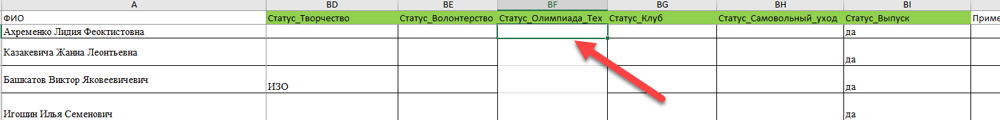 A BD BE BF BG BH BI
ФИО Статус_Творчество Статус_Волонтерство Статус_Олимпиада_Тех Статус_Клуб Статус_Самовольный_уход Статус_Выпуск Приме
Ахременко Лидия Феоктистовна да
Казакевича Жанна Леонтьевна да
Башкатов Виктор Яковеевичевич ИЗО да
Игошин Илья Семенович да